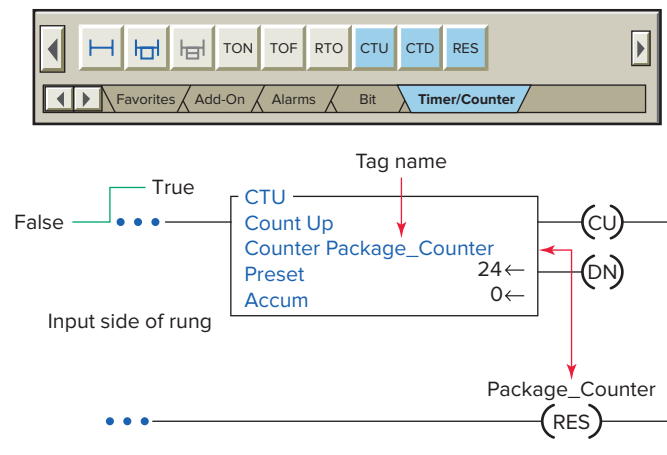 TON TOF RTO CTU CTD RES
Favorites Add-On Alarms Bit Timer/Counter
Tag name
True
False
CTU
Count Up
Counter Package_Counter
Preset 24←
Accum 0←
CU
DN
Input side of rung
Package_Counter
RES